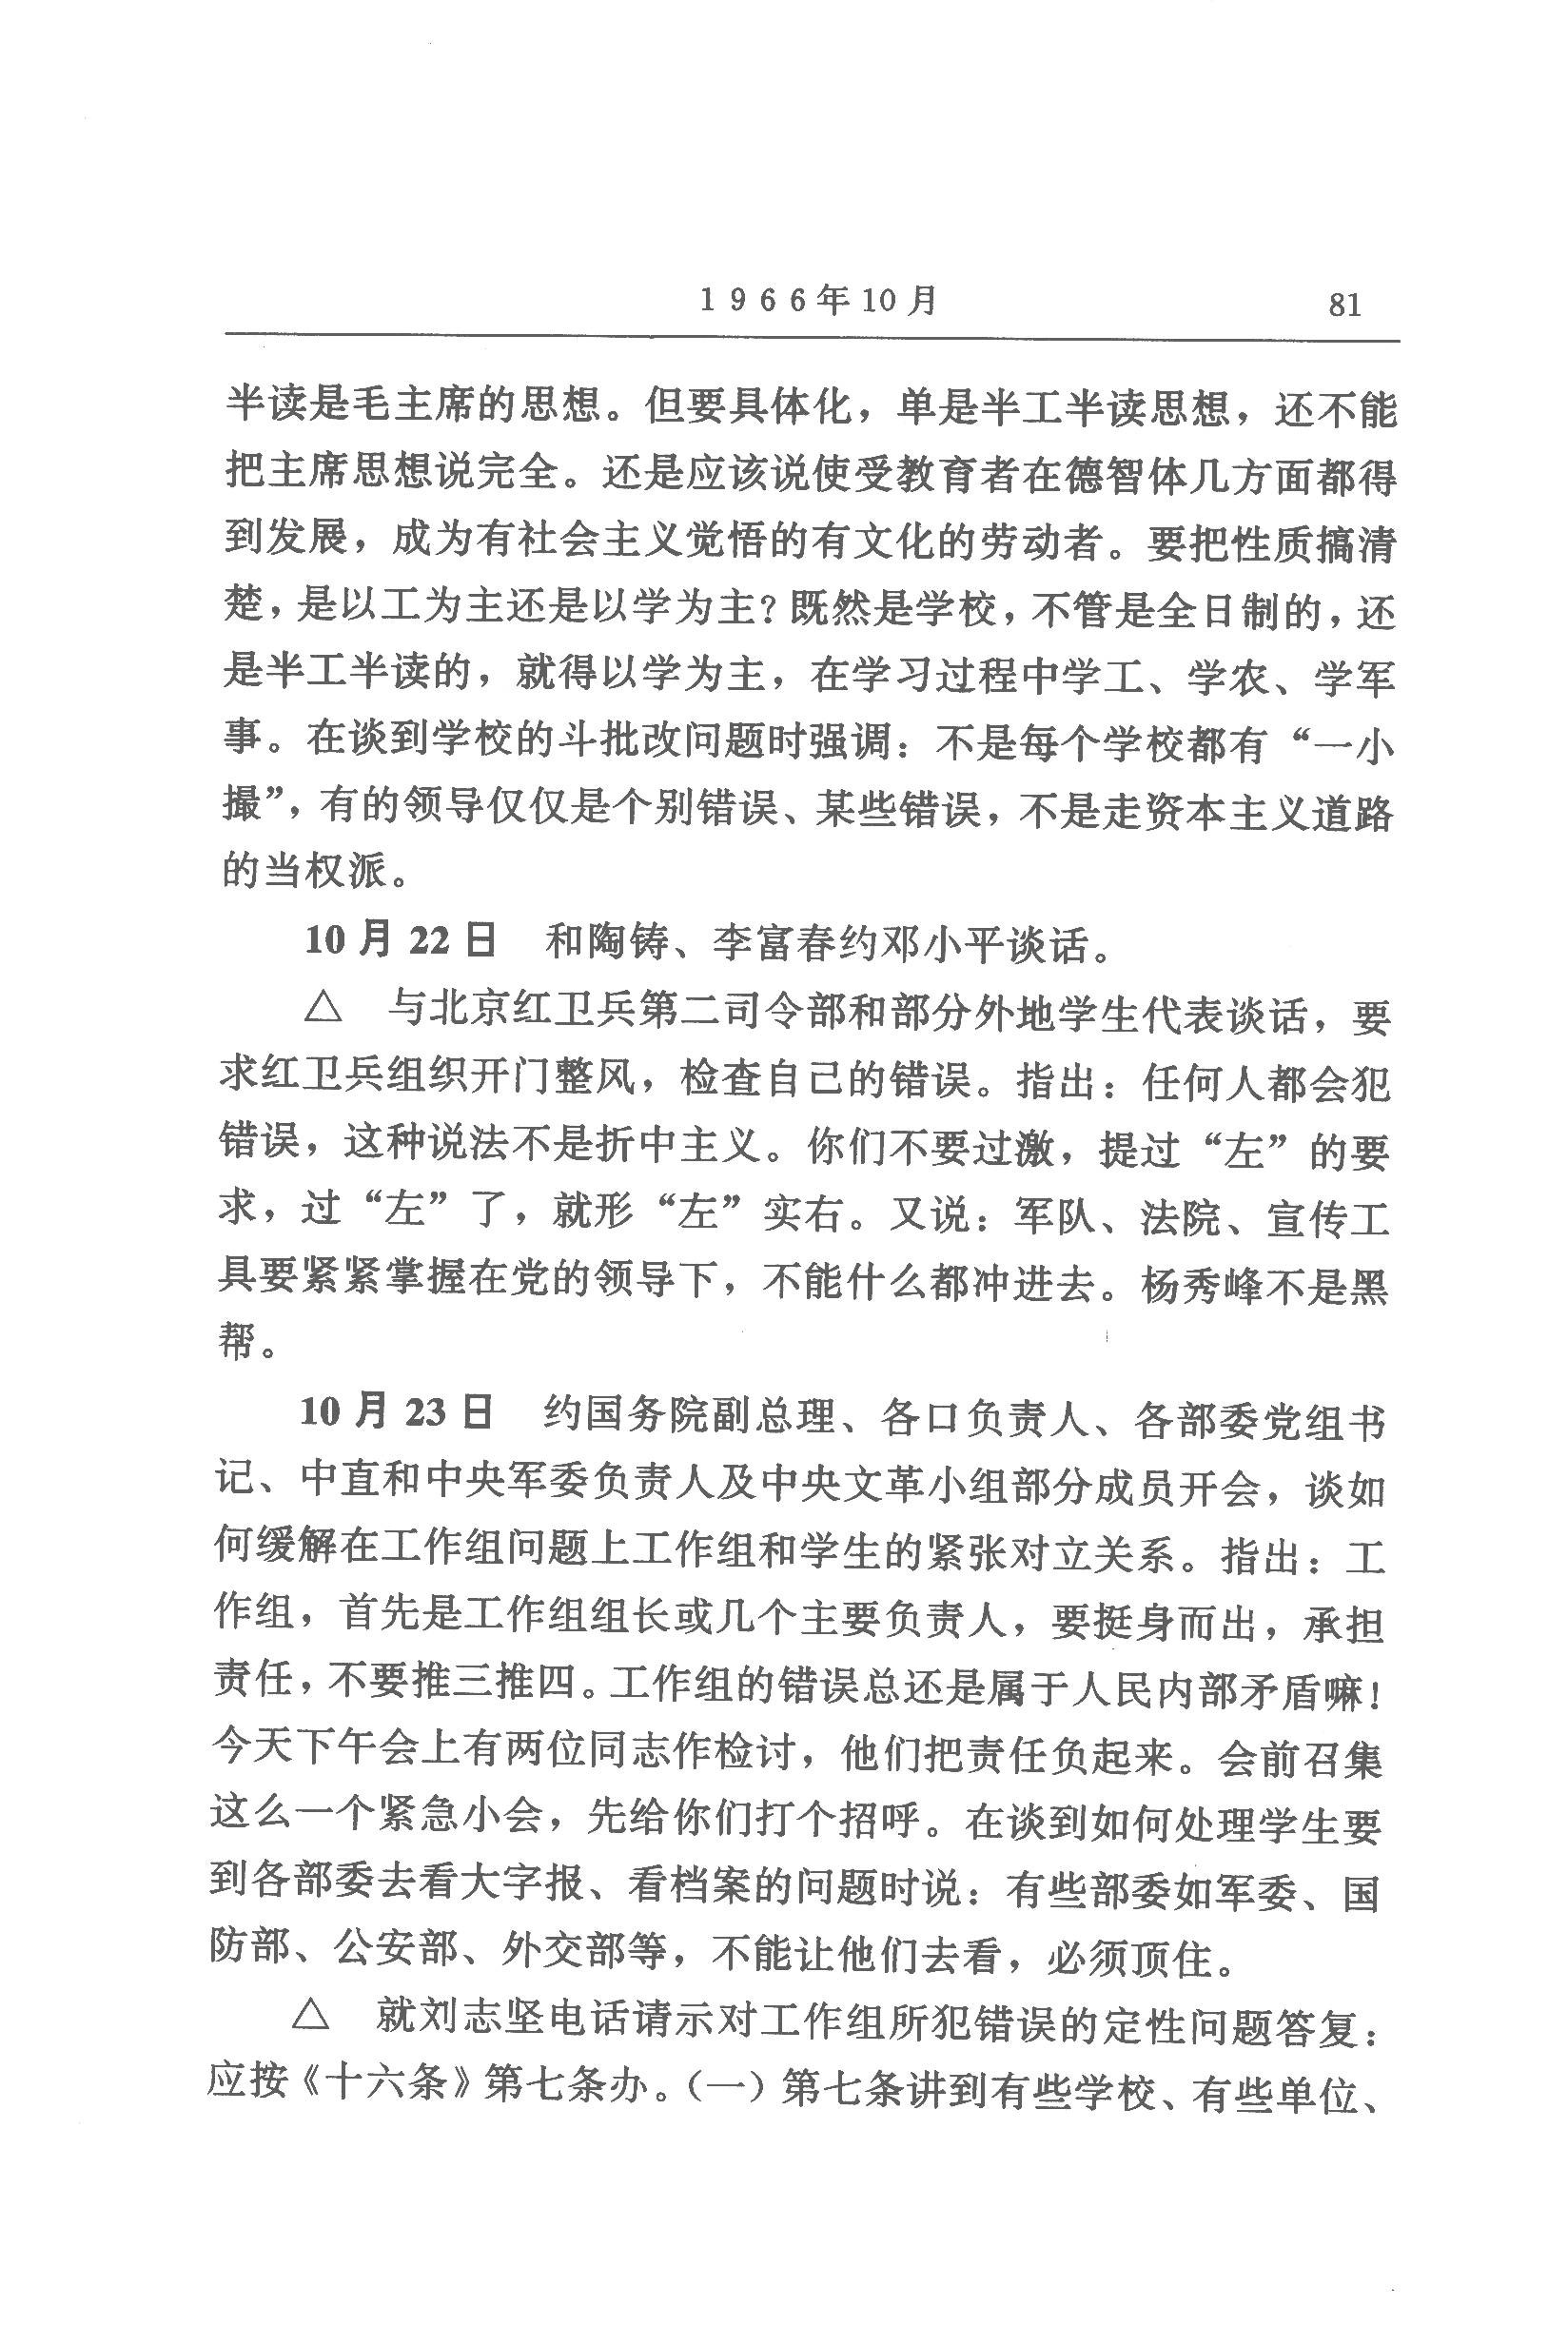 1966年10月 81
半读是毛主席的思想。但要具体化，单是半工半读思想，还不能
把主席思想说完全。还是应该说使受教育者在德智体几方面都得
到发展，成为有社会主义觉悟的有文化的劳动者。要把性质搞清
楚，是以工为主还是以学为主？既然是学校，不管是全日制的，还
是半工半读的，就得以学为主，在学习过程中学工、学农、学军
事。在谈到学校的斗批改问题时强调：不是每个学校都有“一小
撮”，有的领导仅仅是个别错误、某些错误，不是走资本主义道路
的当权派。
10月22日 和陶铸、李富春约邓小平谈话。
△ 与北京红卫兵第二司令部和部分外地学生代表谈话，要
求红卫兵组织开门整风，检查自己的错误。指出：任何人都会犯
错误，这种说法不是折中主义。你们不要过激，提过“左”的要
求，过“左”了，就形“左”实右。又说：军队、法院、宣传工
具要紧紧掌握在党的领导下，不能什么都冲进去。杨秀峰不是黑
帮。
10月23日 约国务院副总理、各口负责人、各部委党组书
记、中直和中央军委负责人及中央文革小组部分成员开会，谈如
何缓解在工作组问题上工作组和学生的紧张对立关系。指出：工
作组，首先是工作组组长或几个主要负责人，要挺身而出，承担
责任，不要推三推四。工作组的错误总还是属于人民内部矛盾嘛！
今天下午会上有两位同志作检讨，他们把责任负起来。会前召集
这么一个紧急小会，先给你们打个招呼。在谈到如何处理学生要
到各部委去看大字报、看档案的问题时说：有些部委如军委、国
防部、公安部、外交部等，不能让他们去看，必须顶住。
△ 就刘志坚电话请示对工作组所犯错误的定性问题答复：
应按《十六条》第七条办。（一）第七条讲到有些学校、有些单位、